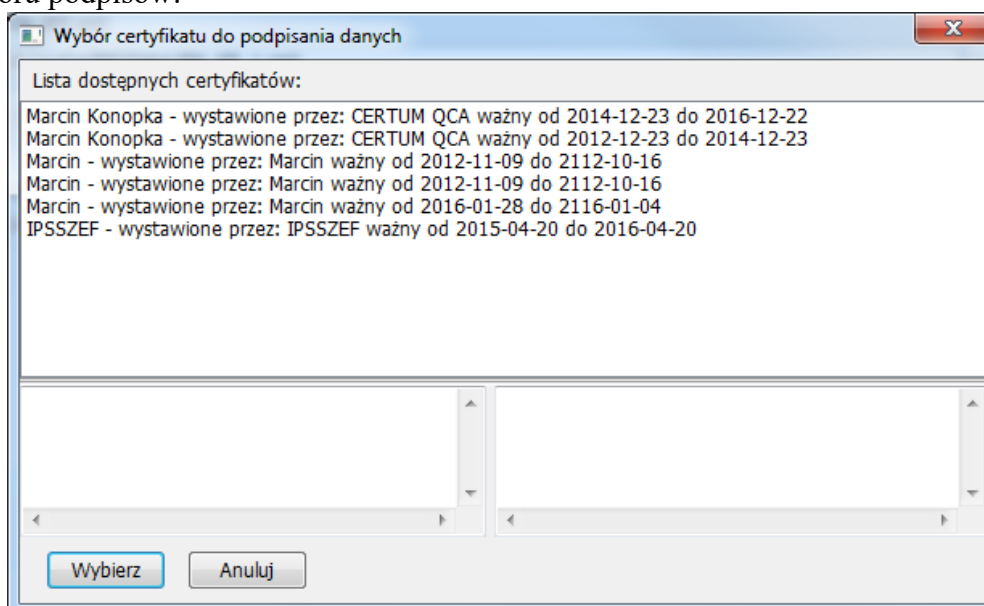 podpisów.
Wybór certyfikatu do podpisania danych
Lista dostępnych certyfikatów:
Marcin Konopka - wystawione przez: CERTUM QCA ważny od 2014-12-23 do 2016-12-22
Marcin Konopka - wystawione przez: CERTUM QCA ważny od 2012-12-23 do 2014-12-23
Marcin - wystawione przez: Marcin ważny od 2012-11-09 do 2112-10-16
Marcin - wystawione przez: Marcin ważny od 2012-11-09 do 2112-10-16
Marcin - wystawione przez: Marcin ważny od 2016-01-28 do 2116-01-04
IPSSZEF - wystawione przez: IPSSZEF ważny od 2015-04-20 do 2016-04-20
Wybierz Anuluj